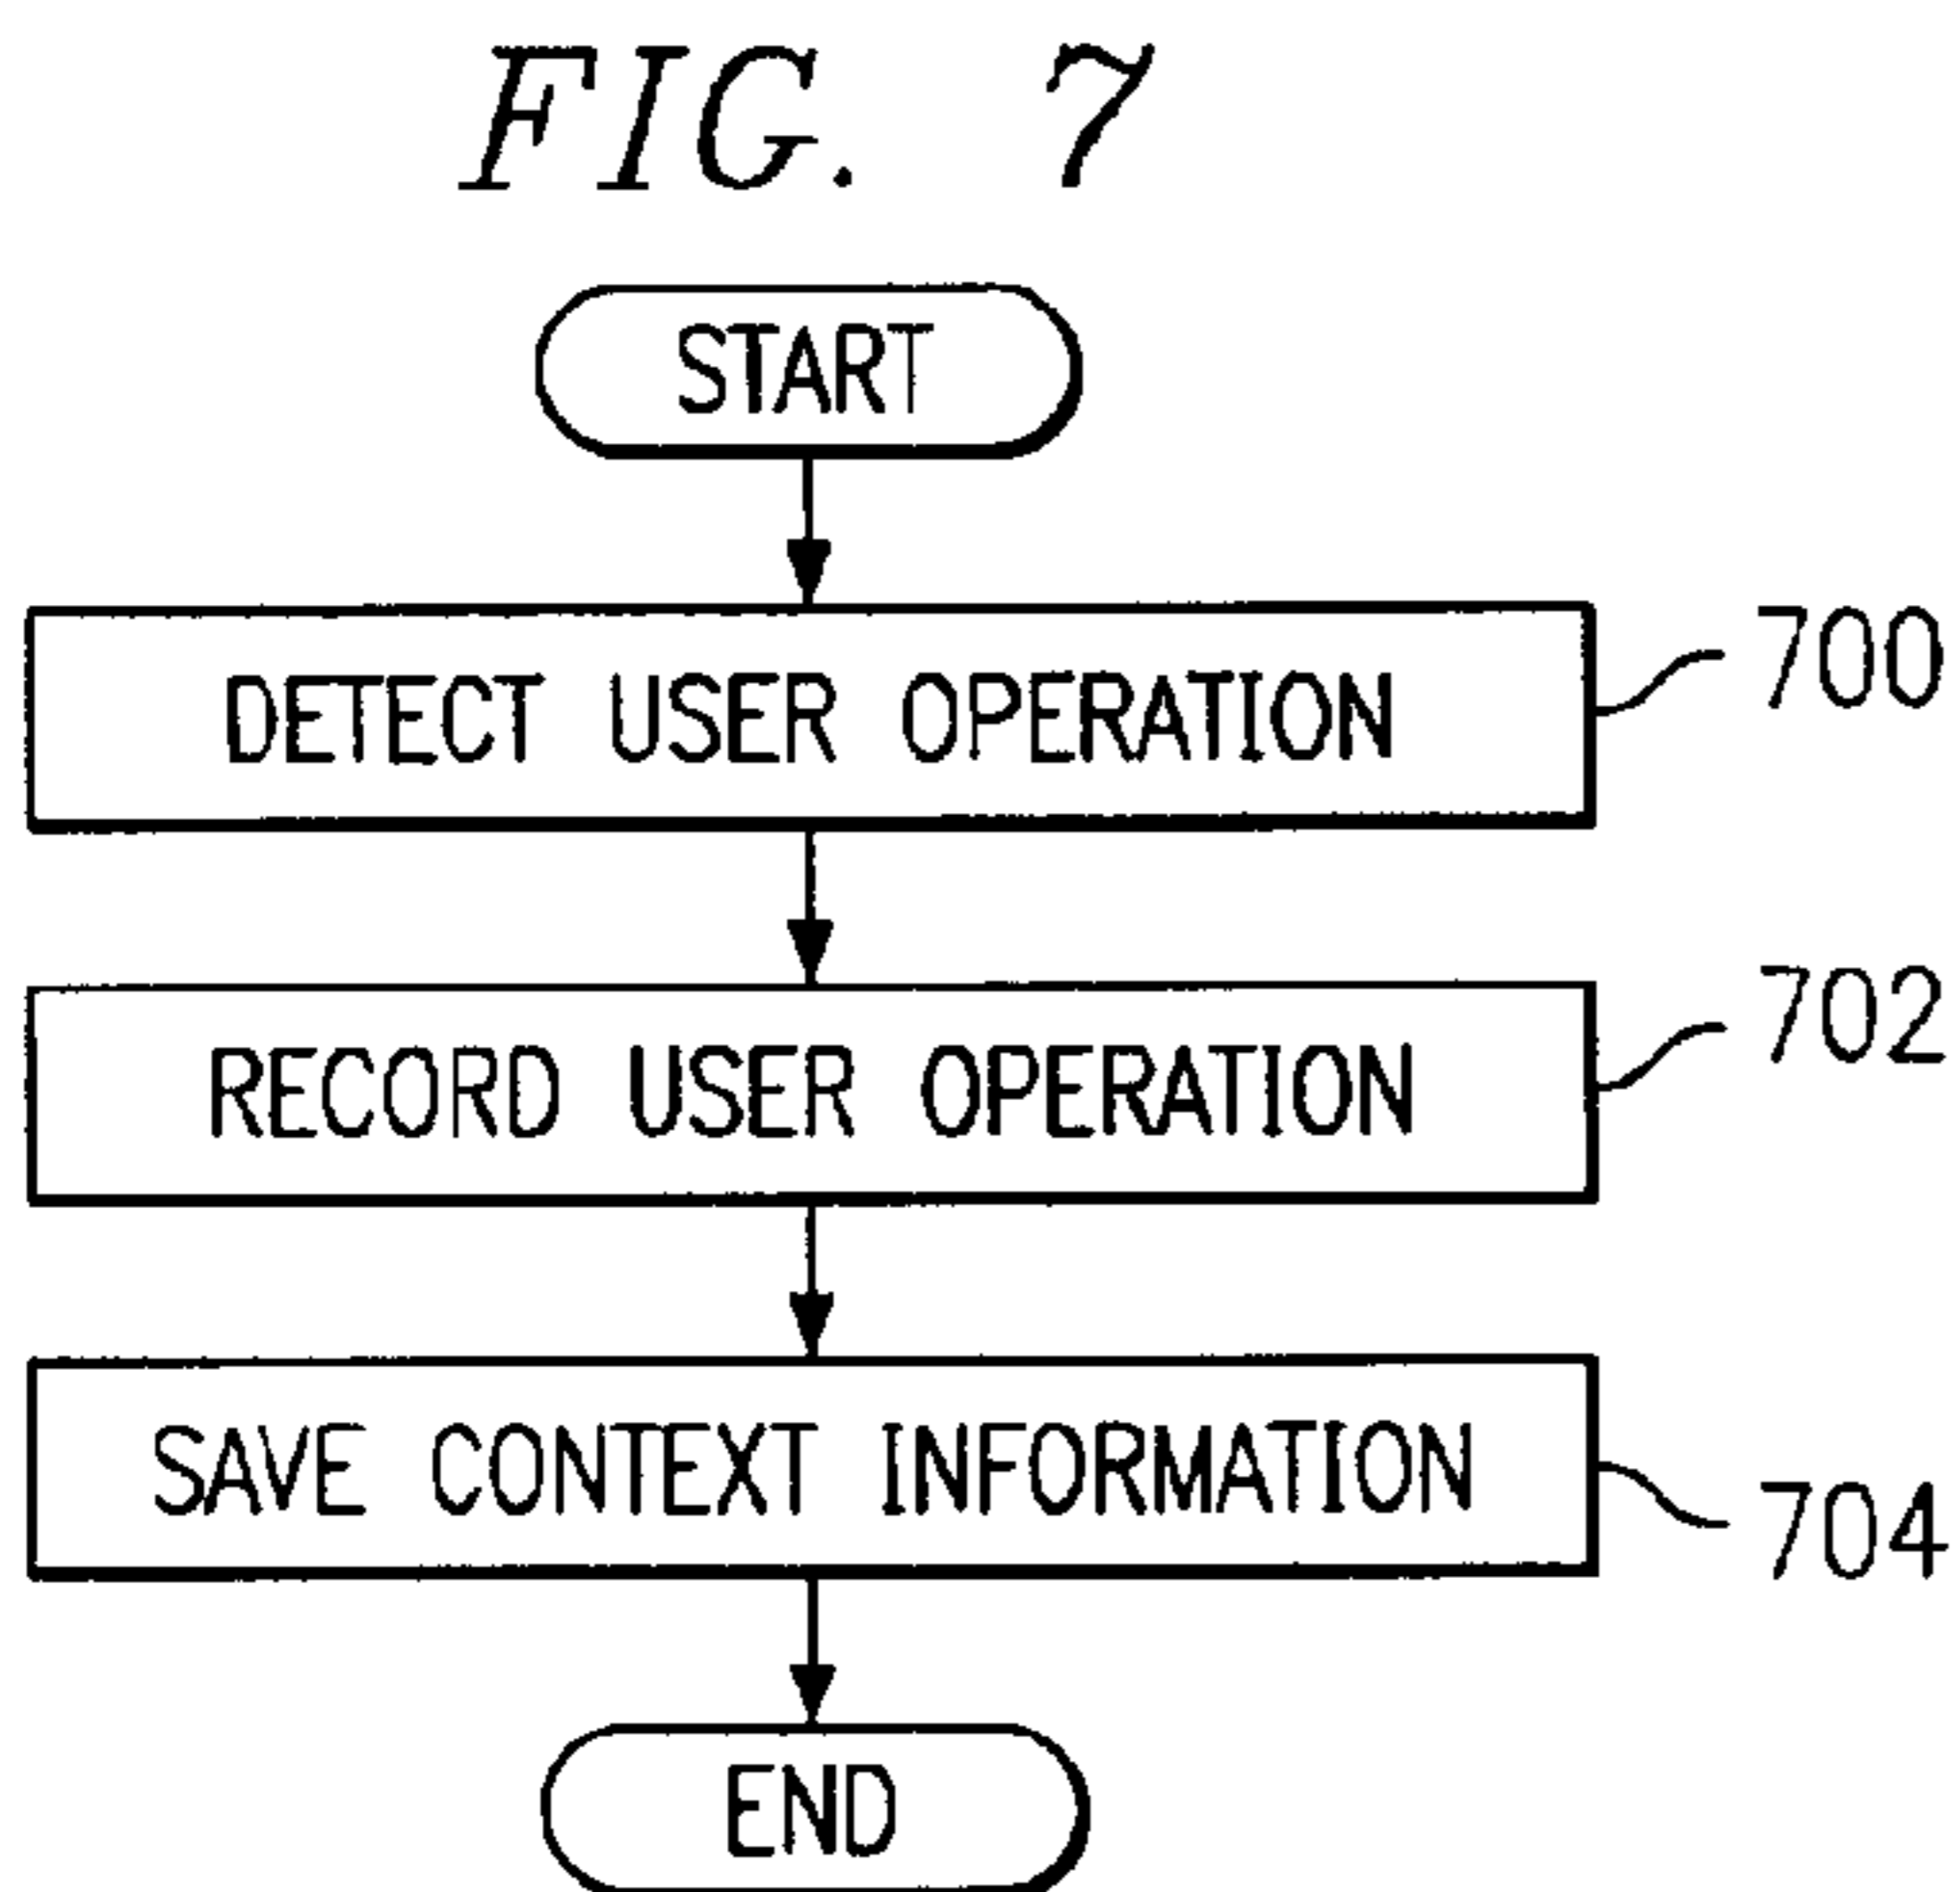 FIG. 7
START
DETECT USER OPERATION
700
RECORD USER OPERATION
702
SAVE CONTEXT INFORMATION
704
END